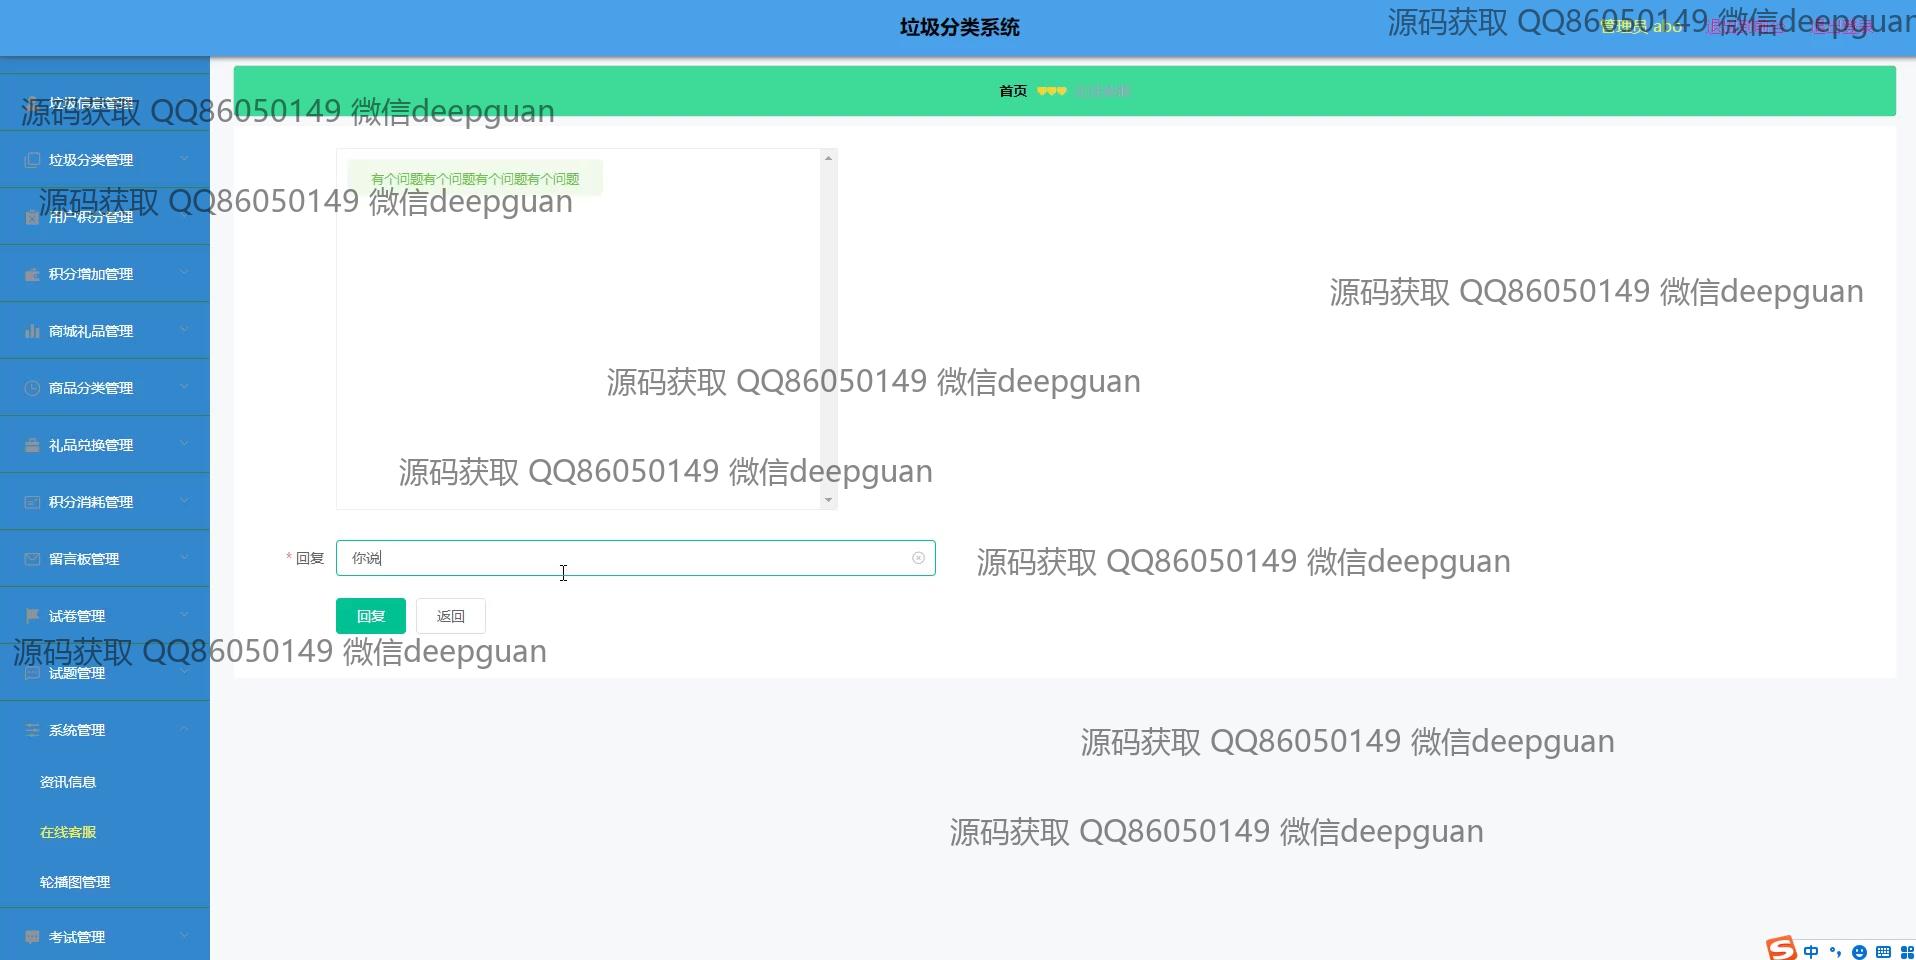 垃圾分类系统
源码获取 QQ86050149 微信deepguan
管理员 abo
首页
垃圾信息管理
源码获取 QQ86050149 微信deepguan
垃圾分类管理
有个问题有个问题有个问题有个问题
源码获取 QQ86050149 微信deepguan
用户积分管理
积分增加管理
源码获取 QQ86050149 微信deepguan
商城礼品管理
商品分类管理
源码获取 QQ86050149 微信deepguan
礼品兑换管理
源码获取 QQ86050149 微信deepguan
积分消耗管理
留言板管理
* 回复
你说
源码获取 QQ86050149 微信deepguan
试卷管理
回复
返回
源码获取 QQ86050149 微信deepguan
试题管理
系统管理
源码获取 QQ86050149 微信deepguan
资讯信息
在线客服
源码获取 QQ86050149 微信deepguan
轮播图管理
考试管理
中